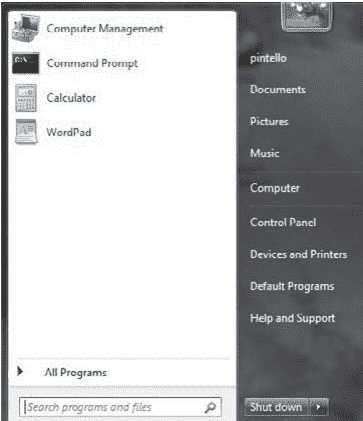 Computer Management
Command Prompt
Calculator
WordPad
All Programs
Search programs and files
pintello
Documents
Pictures
Music
Computer
Control Panel
Devices and Printers
Default Programs
Help and Support
Shut down